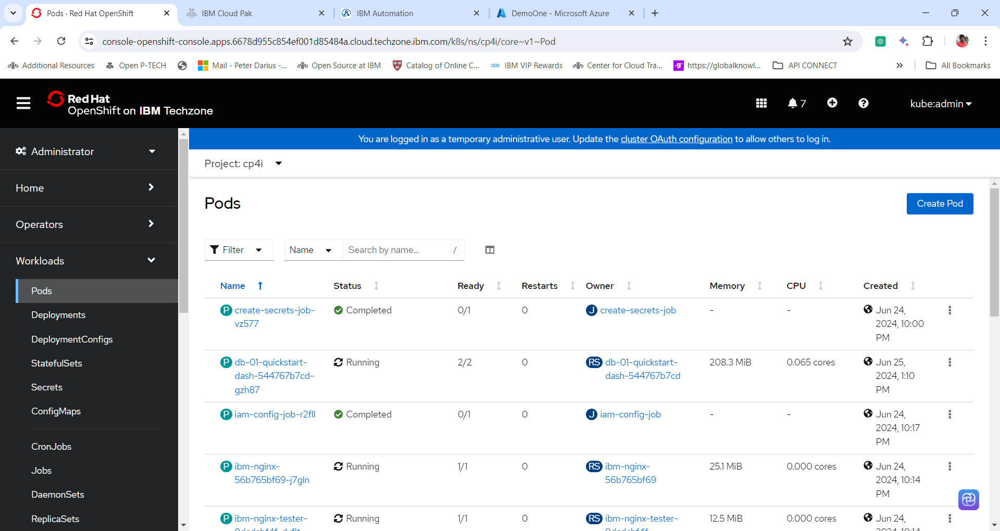 Pods · Red Hat OpenShift
IBM Cloud Pak
IBM Automation
DemoOne - Microsoft Azure
console-openshift-console.apps.6678d955c854ef001d85484a.cloud.techzone.ibm.com/k8s/ns/cp4i/core~v1~Pod
Additional Resources
Open P-TECH
Mail - Peter Darius -...
Open Source at IBM
Catalog of Online C...
IBM VIP Rewards
Center for Cloud Tra...
https://globalknowl...
API CONNECT
All Bookmarks
Red Hat
OpenShift on IBM Techzone
7
kube:admin
You are logged in as a temporary administrative user. Update the cluster OAuth configuration to allow others to log in.
Administrator
Home
Operators
Workloads
Pods
Deployments
DeploymentConfigs
StatefulSets
Secrets
ConfigMaps
CronJobs
Jobs
DaemonSets
ReplicaSets
Project: cp4i
Pods
Create Pod
Filter
Name
Search by name...
/
Name Status Ready Restarts Owner Memory CPU Created
P create-secrets-job- Completed 0/1 0 J create-secrets-job - - Jun 24,
vz577 2024, 10:00
PM
P db-01-quickstart- Running 2/2 0 RS db-01-quickstart- 208.3 MiB 0.065 cores Jun 25,
dash-544767b7cd- dash-544767b7cd 2024, 1:10
gzh87 PM
P iam-config-job-r2fll Completed 0/1 0 J iam-config-job - - Jun 24,
2024, 10:17
PM
P ibm-nginx- Running 1/1 0 RS ibm-nginx- 25.1 MiB 0.000 cores Jun 24,
56b765bf69-j7gln 56b765bf69 2024, 10:14
PM
P ibm-nginx-tester- Running 1/1 0 RS ibm-nginx-tester- 12.5 MiB 0.000 cores Jun 24,
2024, 10:14